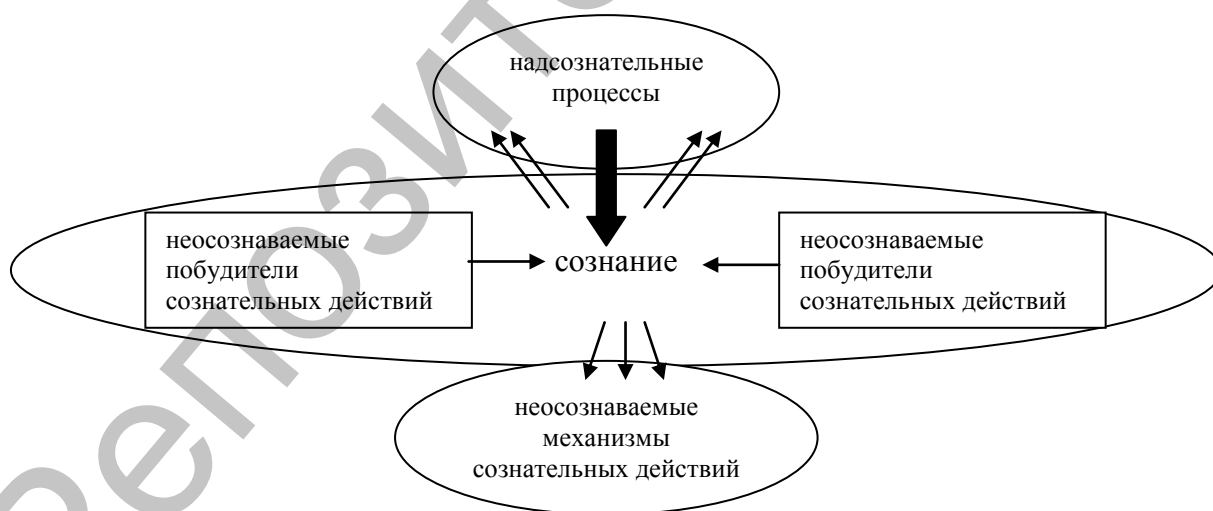 надсознательные
процессы
неосознаваемые
побудители
сознательных действий
сознание
неосознаваемые
побудители
сознательных действий
неосознаваемые
механизмы
сознательных действий